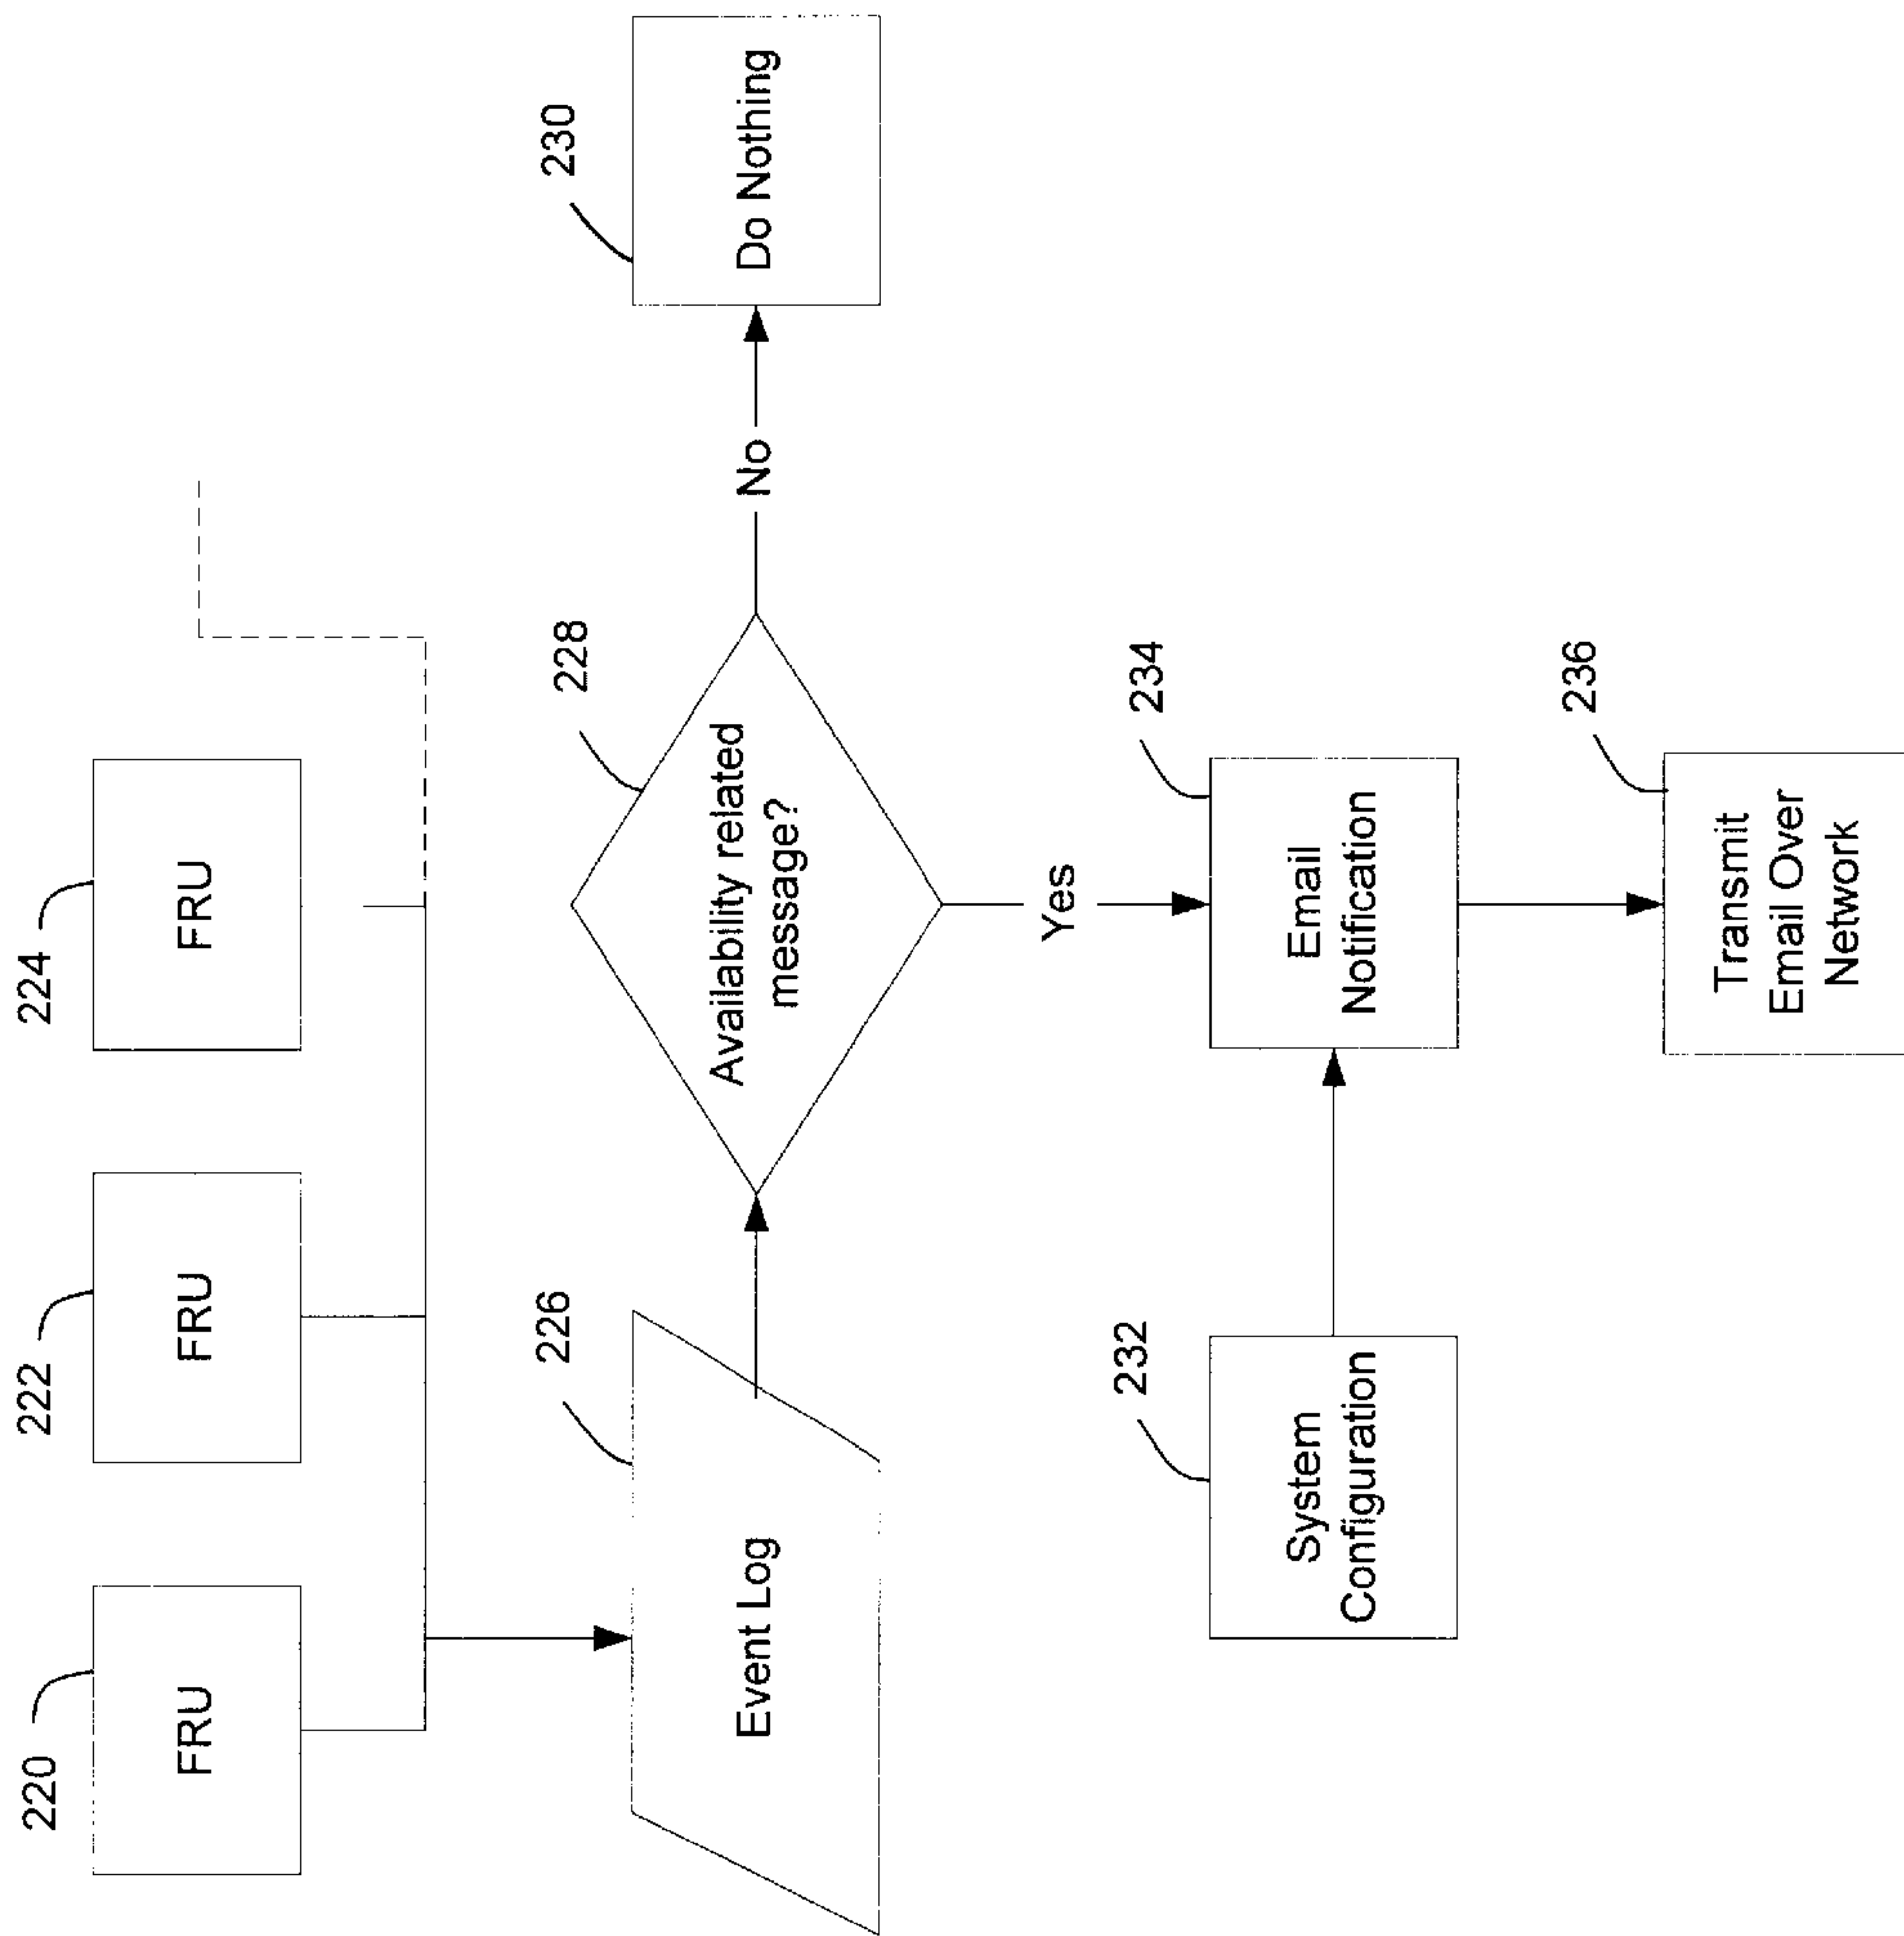 220
222
224
FRU
FRU
FRU
226
228
230
Event Log
Availability related
message?
No
Do Nothing
Yes
232
234
System
Configuration
Email
Notification
236
Transmit
Email Over
Network